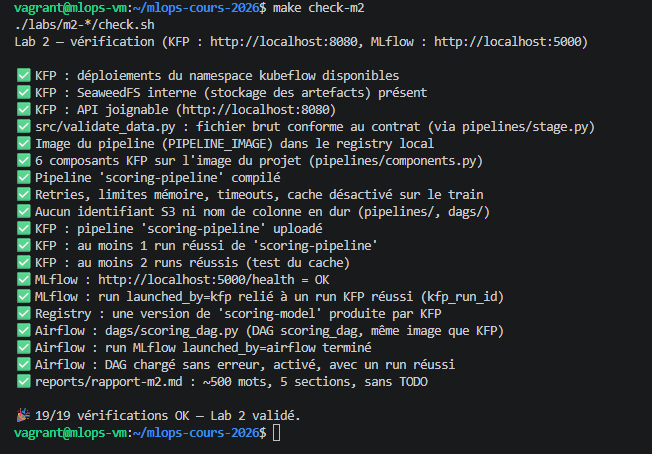 vagrant@mlops-vm:~/mlops-cours-2026$ make check-m2
./labs/m2-*/check.sh
Lab 2 — vérification (KFP : http://localhost:8080, MLflow : http://localhost:5000)
✅ KFP : déploiements du namespace kubeflow disponibles
✅ KFP : SeaweedFS interne (stockage des artefacts) présent
✅ KFP : API joignable (http://localhost:8080)
✅ src/validate_data.py : fichier brut conforme au contrat (via pipelines/stage.py)
✅ Image du pipeline (PIPELINE_IMAGE) dans le registry local
✅ 6 composants KFP sur l'image du projet (pipelines/components.py)
✅ Pipeline 'scoring-pipeline' compilé
✅ Retries, limites mémoire, timeouts, cache désactivé sur le train
✅ Aucun identifiant S3 ni nom de colonne en dur (pipelines/, dags/)
✅ KFP : pipeline 'scoring-pipeline' uploadé
✅ KFP : au moins 1 run réussi de 'scoring-pipeline'
✅ KFP : au moins 2 runs réussis (test du cache)
✅ MLflow : http://localhost:5000/health = OK
✅ MLflow : run launched_by=kfp relié à un run KFP réussi (kfp_run_id)
✅ Registry : une version de 'scoring-model' produite par KFP
✅ Airflow : dags/scoring_dag.py (DAG scoring_dag, même image que KFP)
✅ Airflow : run MLflow launched_by=airflow terminé
✅ Airflow : DAG chargé sans erreur, activé, avec un run réussi
✅ reports/rapport-m2.md : ~500 mots, 5 sections, sans TODO
🎉 19/19 vérifications OK — Lab 2 validé.
vagrant@mlops-vm:~/mlops-cours-2026$